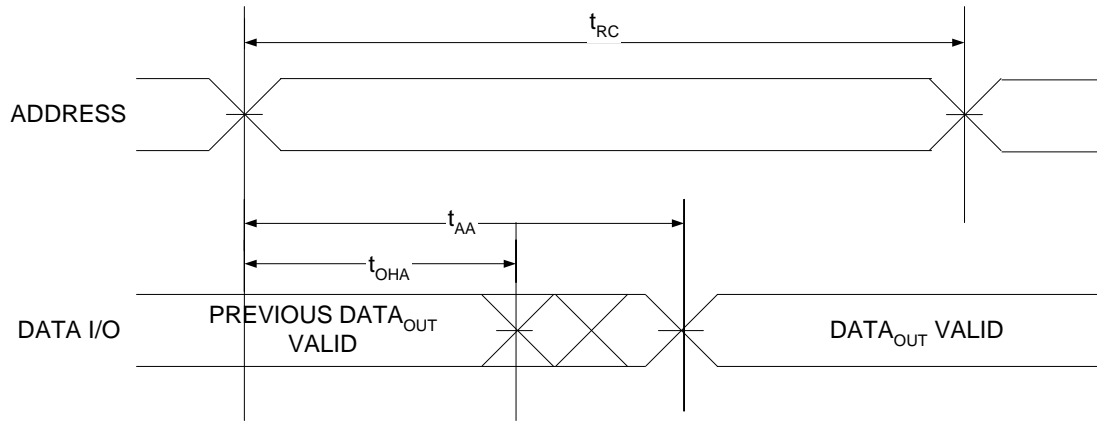 tRC
ADDRESS
tAA
tOHA
DATA I/O
PREVIOUS DATAOUT
VALID
DATAOUT VALID